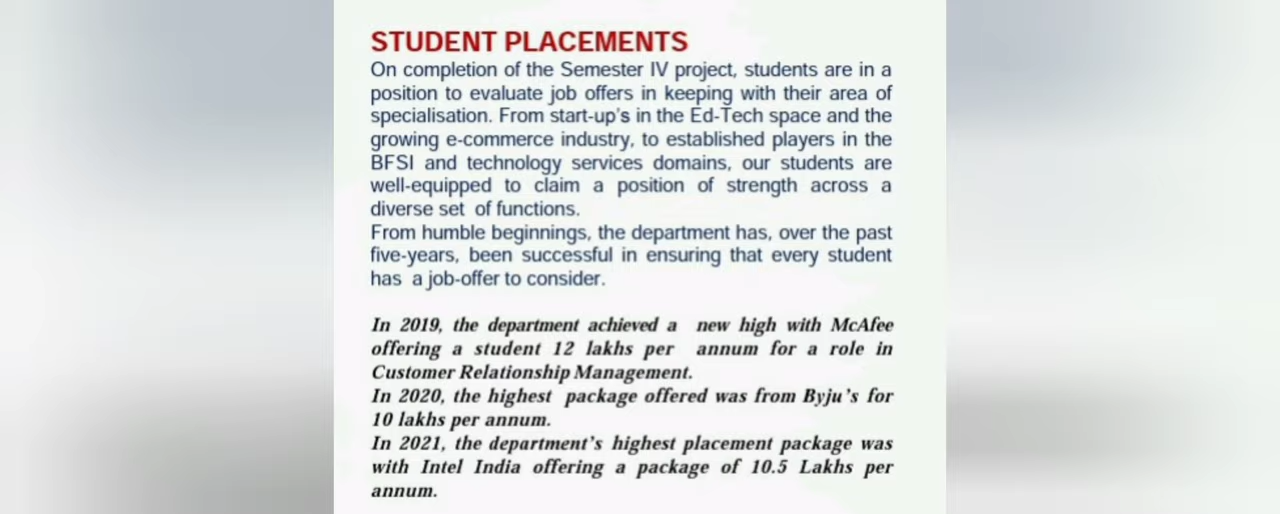 STUDENT PLACEMENTS
On completion of the Semester IV project, students are in a
position to evaluate job offers in keeping with their area of
specialisation. From start-up's in the Ed-Tech space and the
growing e-commerce industry, to established players in the
BFSI and technology services domains, our students are
well-equipped to claim a position of strength across a
diverse set of functions.
From humble beginnings, the department has, over the past
five-years, been successful in ensuring that every student
has a job-offer to consider.
In 2019, the department achieved a new high with McAfee
offering a student 12 lakhs per annum for a role in
Customer Relationship Management.
In 2020, the highest package offered was from Byju's for
10 lakhs per annum.
In 2021, the department's highest placement package was
with Intel India offering a package of 10.5 Lakhs per
annum.